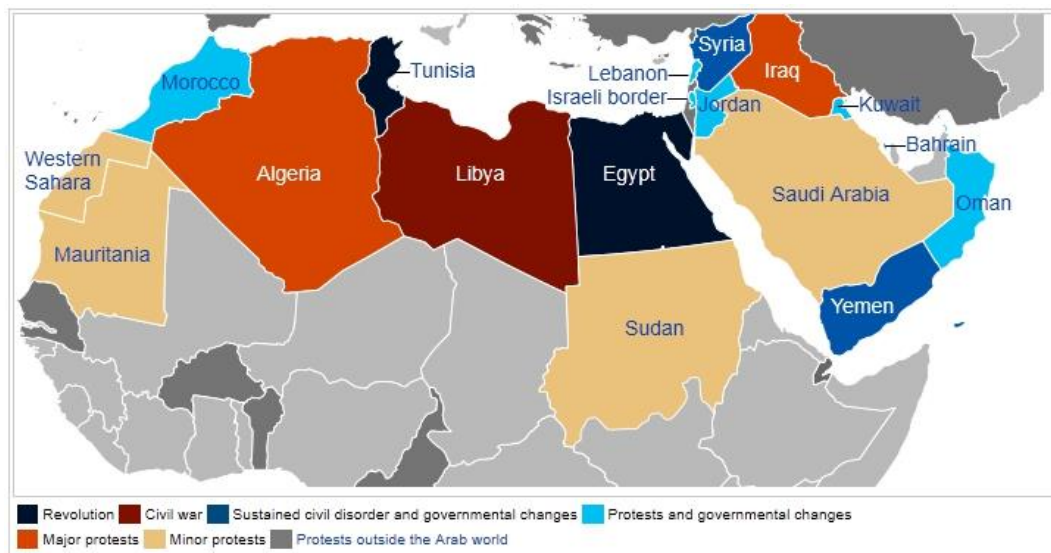 Syria
Tunisia
Lebanon
Iraq
Morocco
Israeli border
Jordan
Kuwait
Bahrain
Western
Sahara
Algeria
Libya
Egypt
Saudi Arabia
Oman
Mauritania
Yemen
Sudan
Revolution Civil war Sustained civil disorder and governmental changes Protests and governmental changes
Major protests Minor protests Protests outside the Arab world